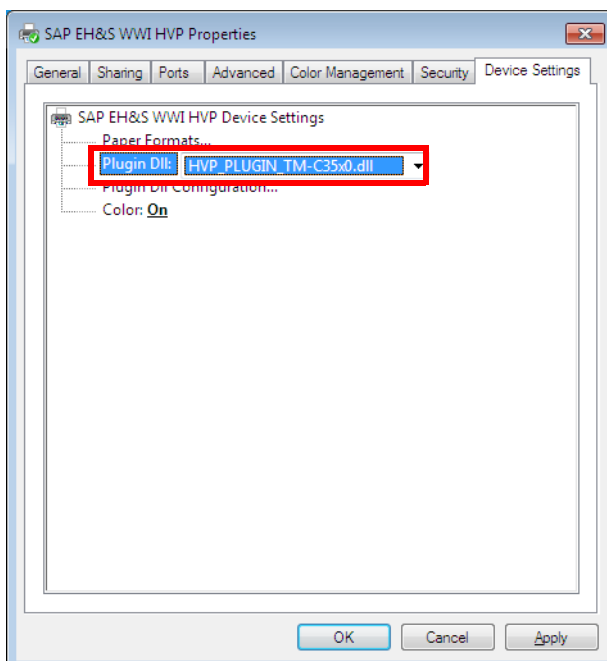 SAP EH&S WWI HVP Properties
General Sharing Ports Advanced Color Management Security Device Settings
SAP EH&S WWI HVP Device Settings
Paper Formats...
Plugin Dll: HVP_PLUGIN_TM-C35x0.dll
Plugin Dll Configuration...
Color: On
OK Cancel Apply